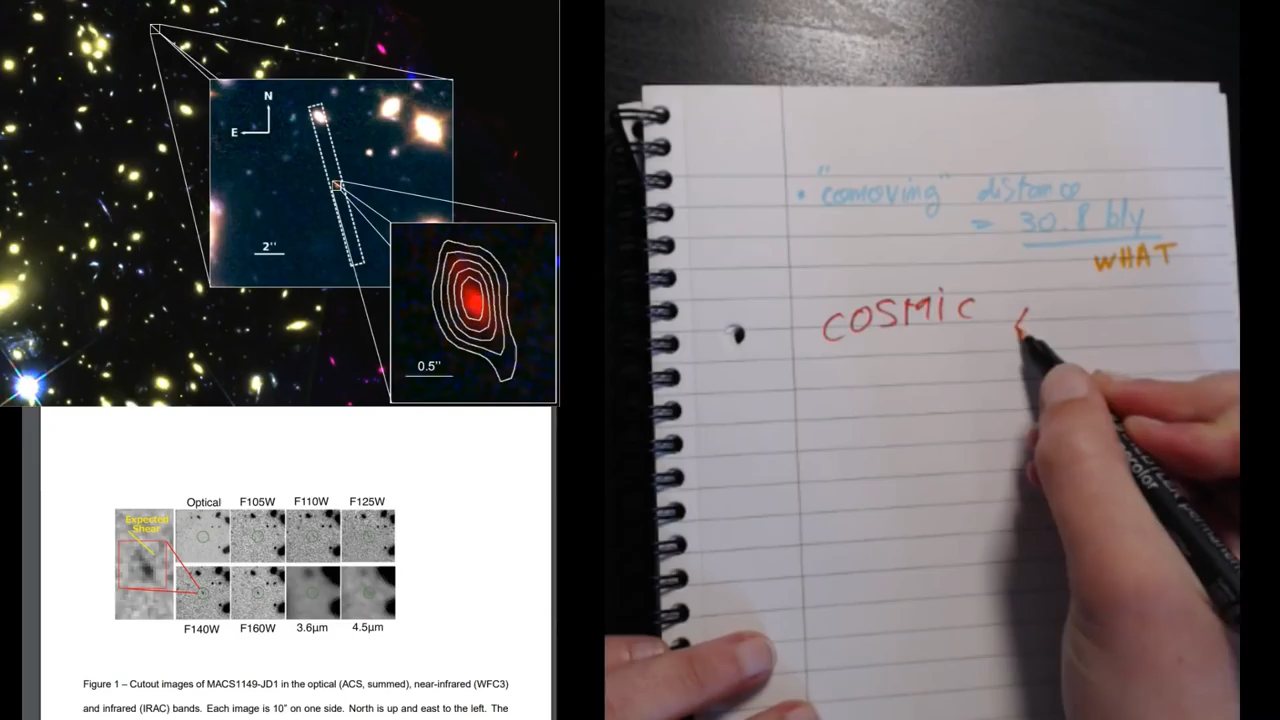 N
E
2''
0.5''
Optical F105W F110W F125W
Expected
Shear
F140W F160W 3.6μm 4.5μm
Figure 1 – Cutout images of MACS1149-JD1 in the optical (ACS, summed), near-infrared (WFC3)
and infrared (IRAC) bands. Each image is 10" on one side. North is up and east to the left. The
• "comoving" distance
= 30.8 bly
WHAT
COSMIC